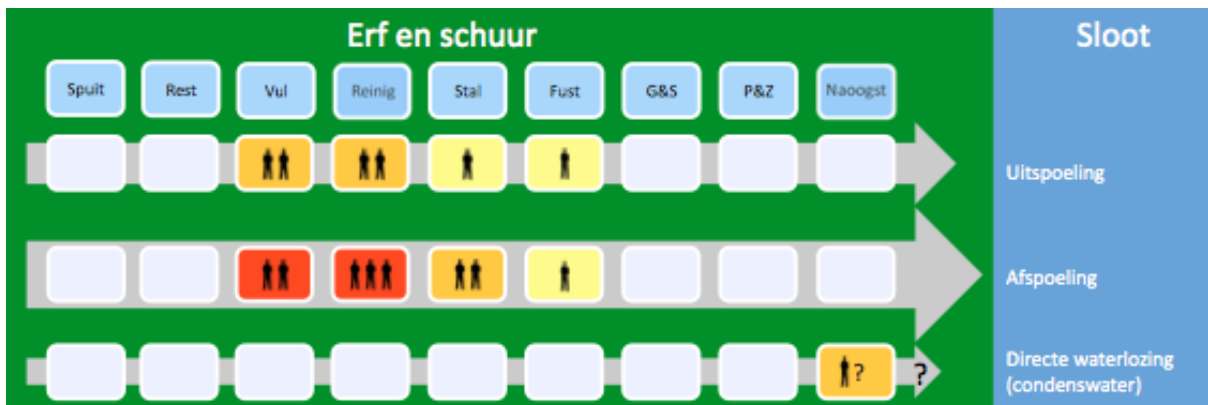 Erf en schuur
Sloot
Spuit Rest Vul Reinig Stal Fust G&S P&Z Naoogst
Uitspoeling
Afspoeling
? ?
Directe waterlozing
(condenswater)